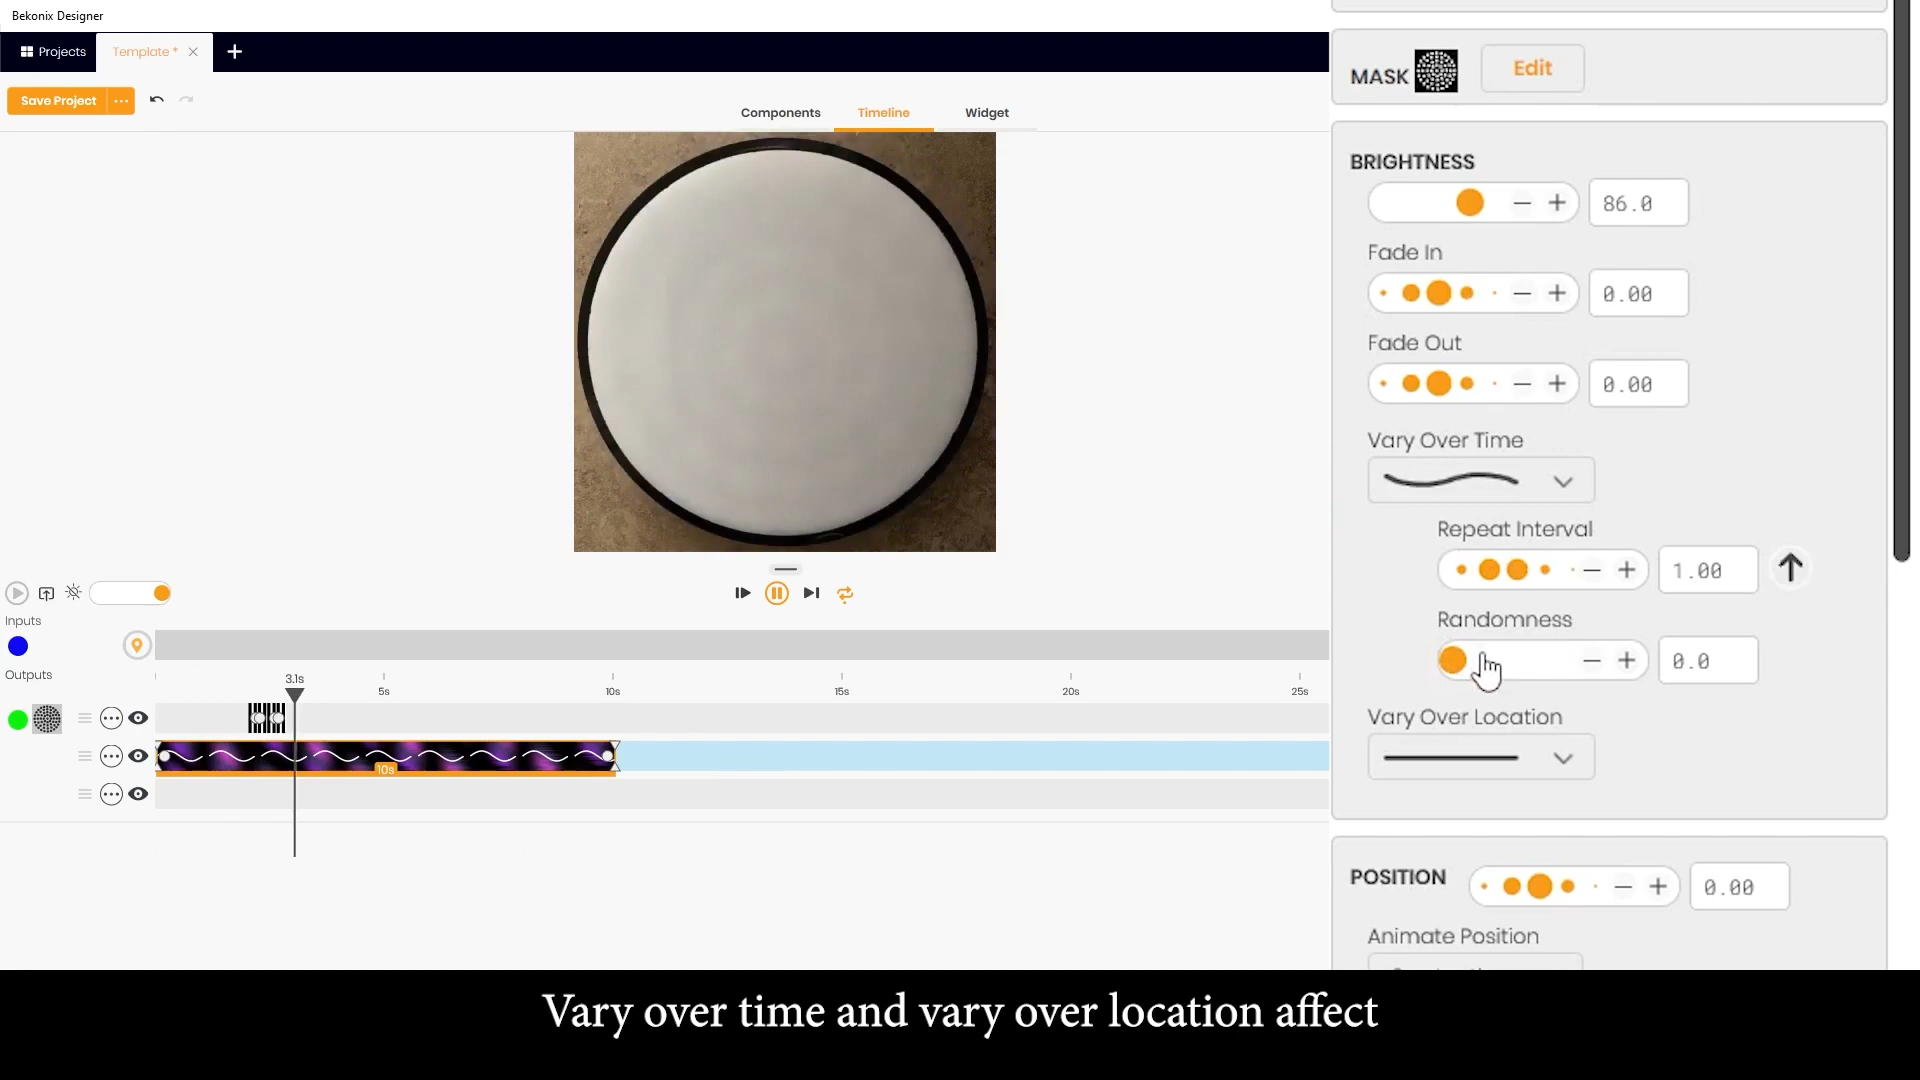 Bekonix Designer
Projects
Template *
Save Project
Components
Timeline
Widget
Inputs
Outputs
3.1s
5s
10s
15s
20s
25s
10s
MASK
Edit
BRIGHTNESS
86.0
Fade In
0.00
Fade Out
0.00
Vary Over Time
Repeat Interval
1.00
Randomness
0.0
Vary Over Location
POSITION
0.00
Animate Position
Vary over time and vary over location affect